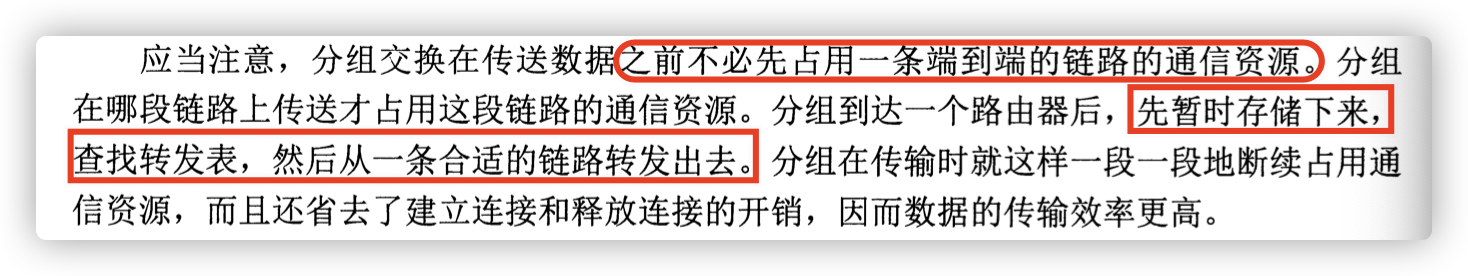 应当注意，分组交换在传送数据之前不必先占用一条端到端的链路的通信资源。分组
在哪段链路上传送才占用这段链路的通信资源。分组到达一个路由器后，先暂时存储下来，
查找转发表，然后从一条合适的链路转发出去。分组在传输时就这样一段一段地断续占用通
信资源，而且还省去了建立连接和释放连接的开销，因而数据的传输效率更高。